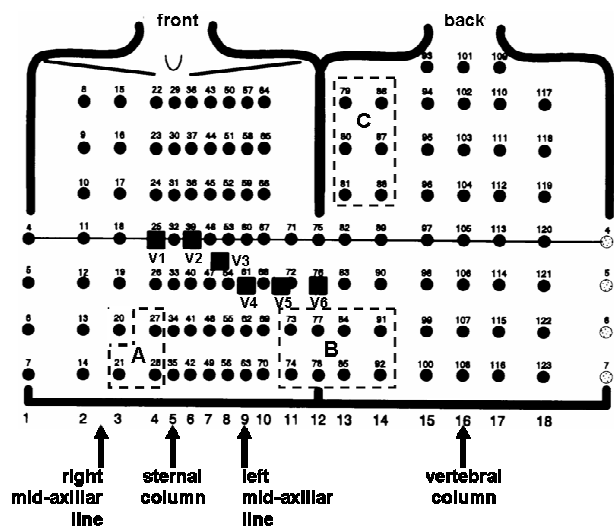 front back
93 101 109
8 15 22 29 36 43 50 57 64 79 86 94 102 110 117
C
9 16 23 30 37 44 51 58 65 80 87 95 103 111 118
10 17 24 31 38 45 52 59 66 81 88 96 104 112 119
4 11 18 25 32 39 46 53 60 67 71 75 82 89 97 105 113 120 4
V1 V2 V3
5 12 19 26 33 40 47 54 61 68 72 76 83 90 98 106 114 121 5
V4 V5 V6
6 13 20 27 34 41 48 55 62 69 73 77 84 91 99 107 115 122 6
A B
7 14 21 28 35 42 49 56 63 70 74 78 85 92 100 108 116 123 7
1 2 3 4 5 6 7 8 9 10 11 12 13 14 15 16 17 18
right
mid-axillar
line
sternal
column
left
mid-axillar
line
vertebral
column